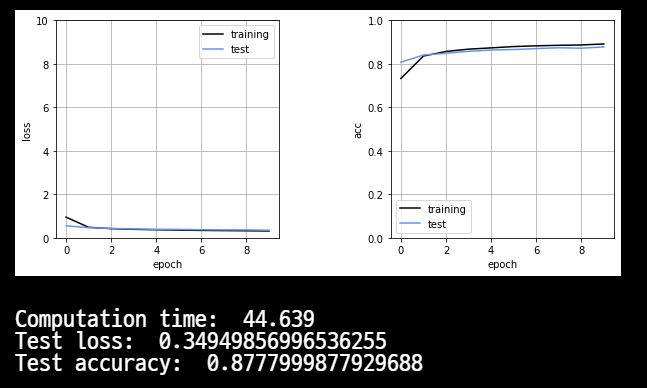 10
8
6
4
2
0
loss
0 2 4 6 8
epoch
training
test
1.0
0.8
0.6
0.4
0.2
0.0
acc
0 2 4 6 8
epoch
training
test
Computation time:  44.639
Test loss:  0.34949856996536255
Test accuracy:  0.8777999877929688